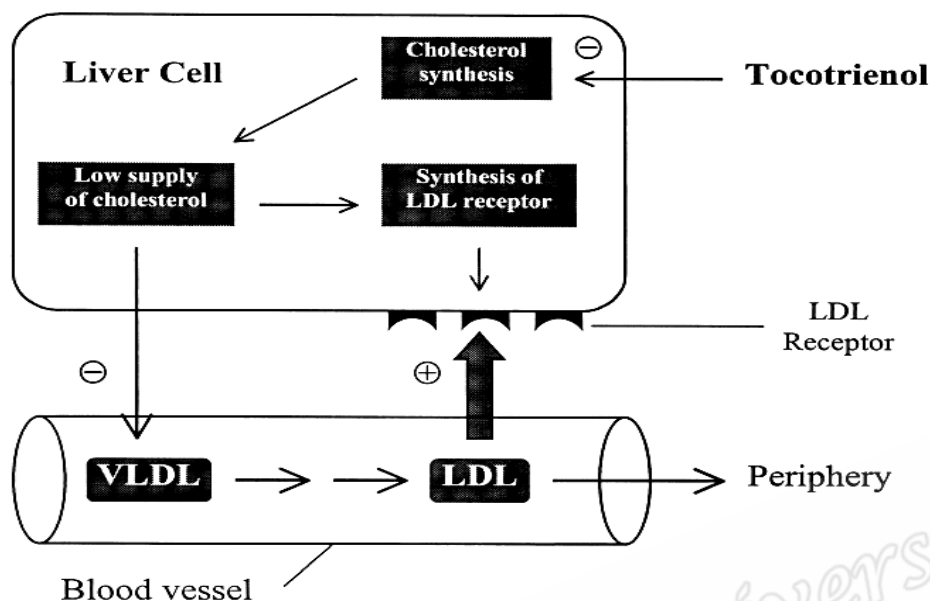 Liver Cell
Cholesterol
synthesis
⊖
Tocotrienol
Low supply
of cholesterol
Synthesis of
LDL receptor
LDL
Receptor
⊖
⊕
VLDL
LDL
Periphery
Blood vessel